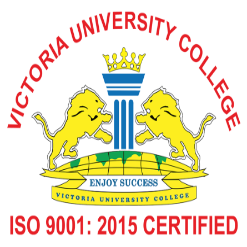 VICTORIA UNIVERSITY COLLEGE
ENJOY SUCCESS
VICTORIA UNIVERSITY COLLEGE
ISO 9001: 2015 CERTIFIED